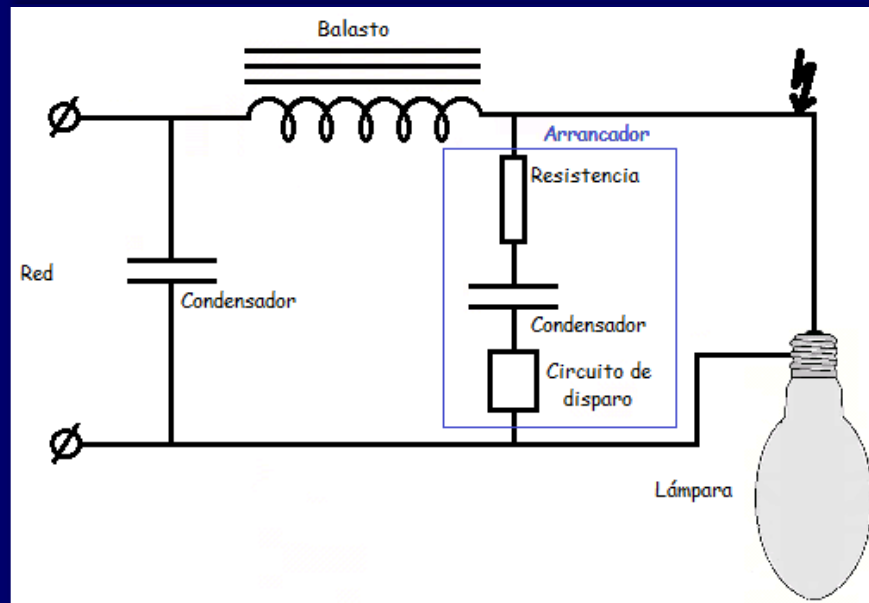 Balasto
Arrancador
Resistencia
Red
Condensador
Condensador
Circuito de
disparo
Lámpara